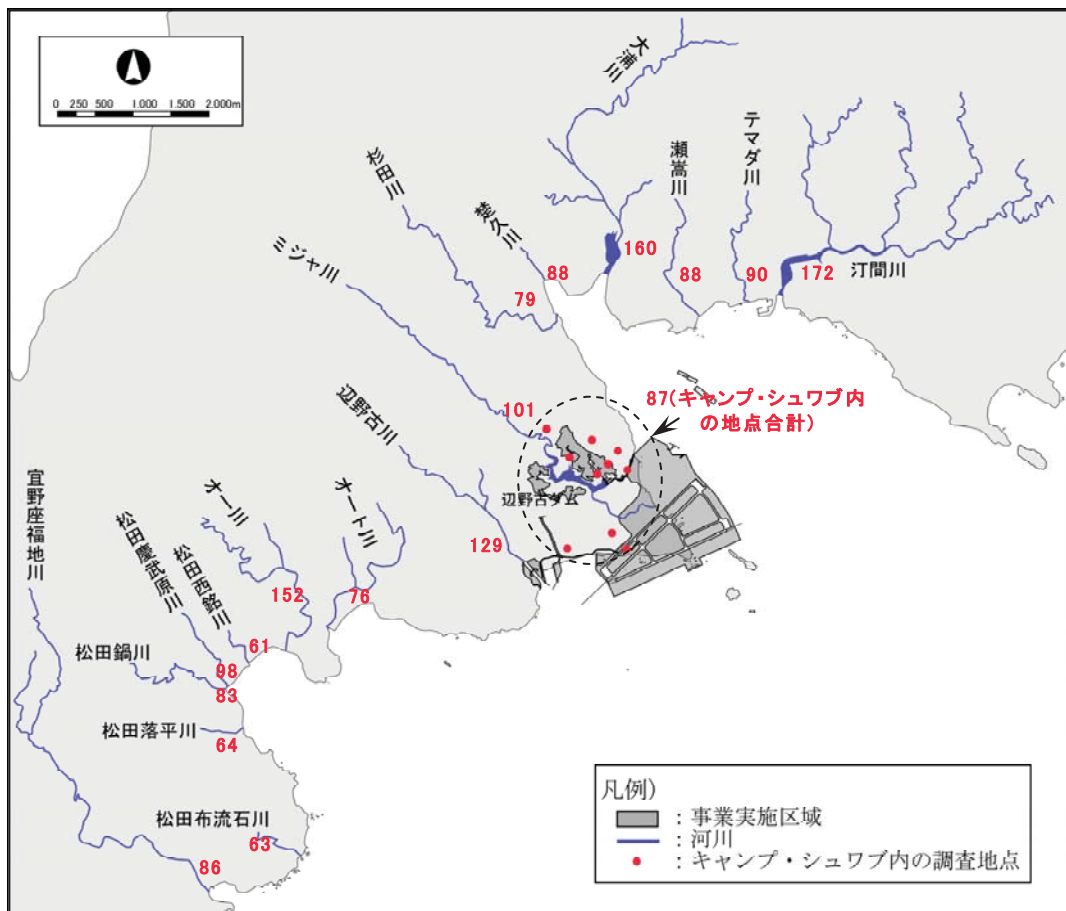 0 250 500 1.000 1.500 2.000m
大浦川
杉田川
楚久川
瀬嵩川
テマダ川
160
88
88
90
172
汀間川
79
ミジャ川
101
87(キャンプ・シュワブ内
の地点合計)
辺野古川
辺野古ダム
129
宜野座福地川
松田慶武原川
松田西銘川
オー川
オート川
152
76
61
98
松田鍋川
83
松田落平川
64
松田布流石川
63
86
凡例)
：事業実施区域
：河川
：キャンプ・シュワブ内の調査地点